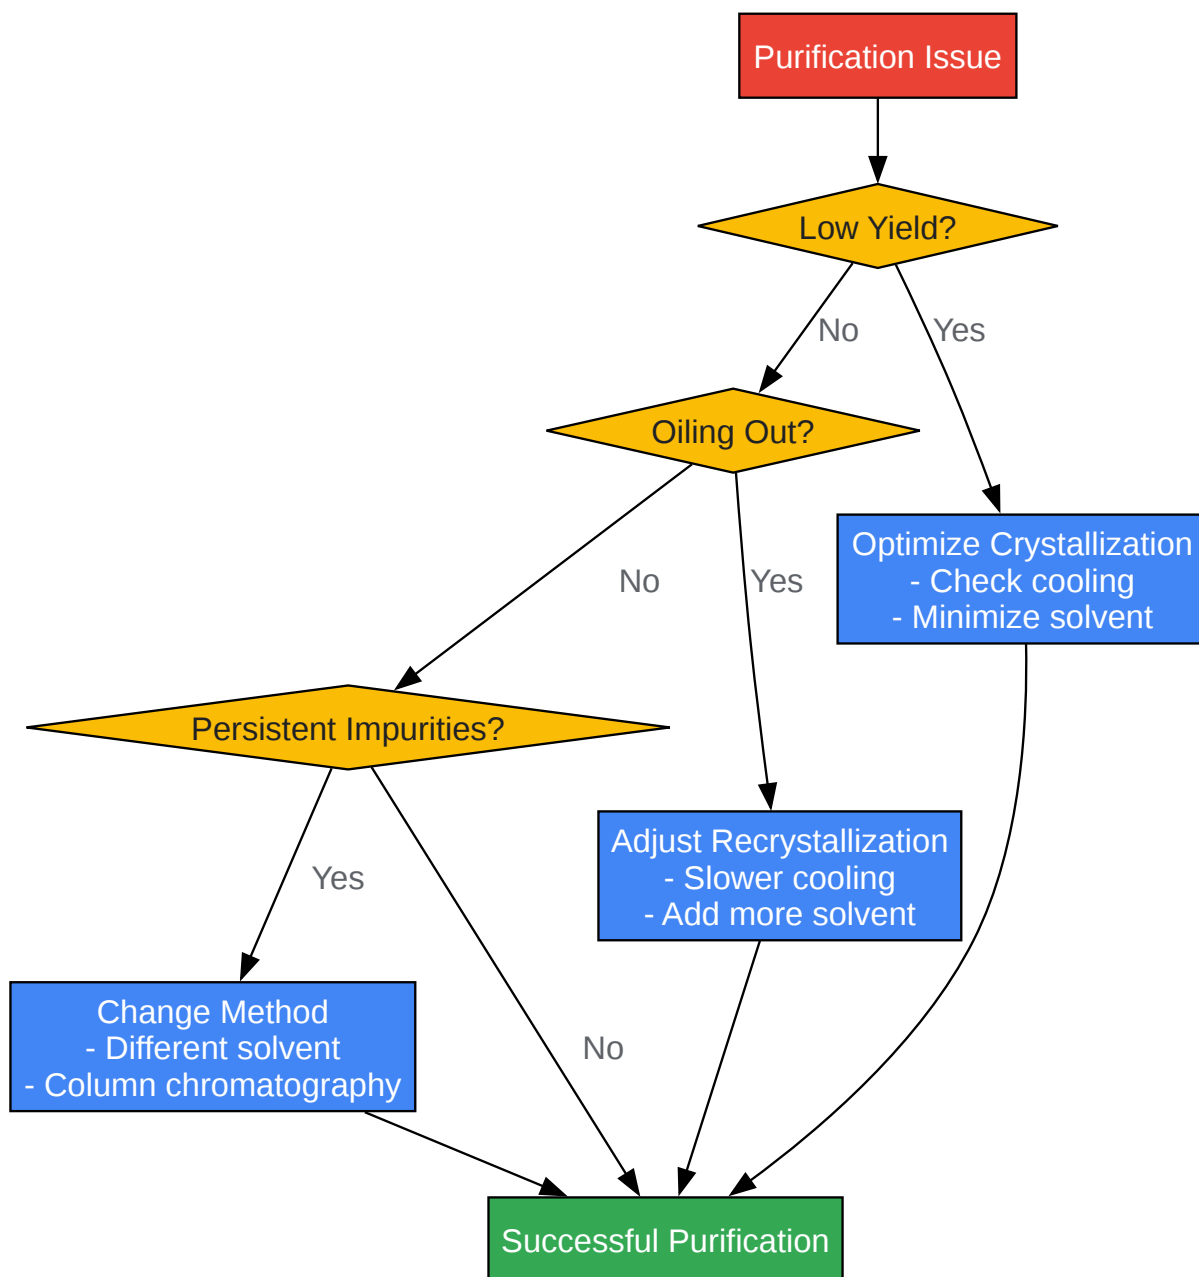 Purification Issue
Low Yield?
No
Yes
Oiling Out?
Optimize Crystallization
- Check cooling
- Minimize solvent
No
Yes
Persistent Impurities?
Adjust Recrystallization
- Slower cooling
- Add more solvent
Yes
Change Method
- Different solvent
- Column chromatography
No
Successful Purification